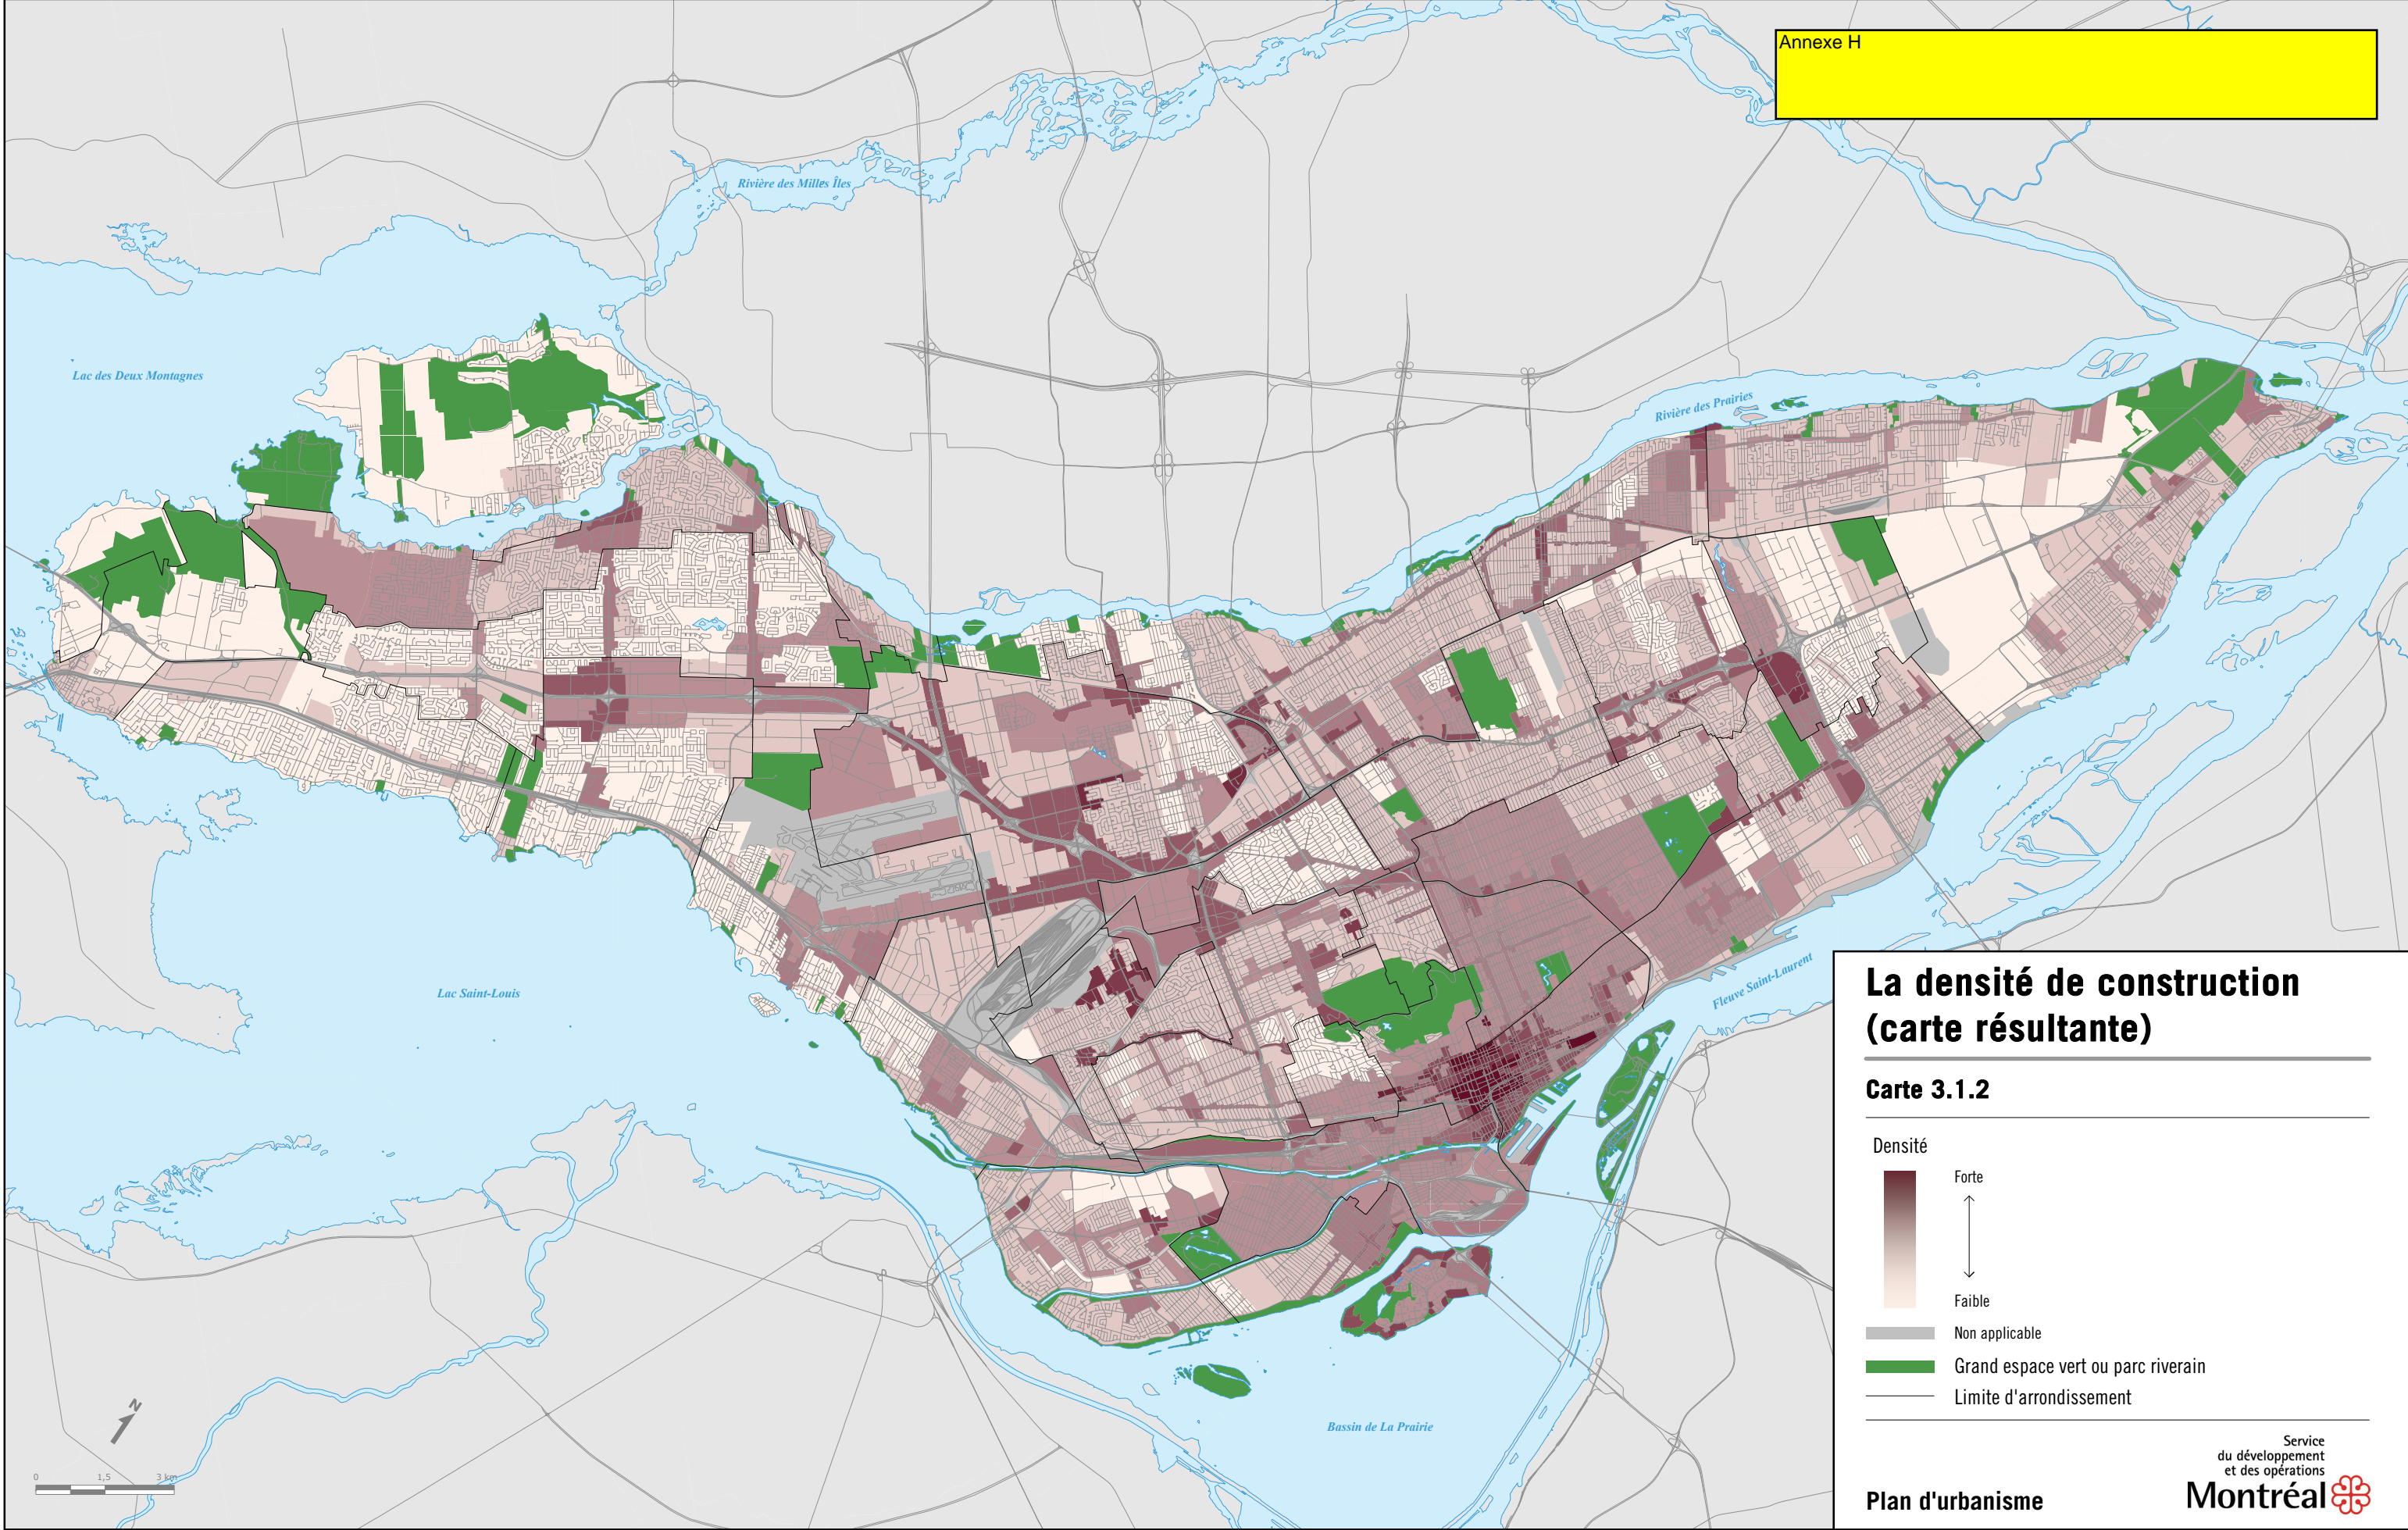 Annexe H
Rivière des Milles Îles
Lac des Deux Montagnes
Rivière des Prairies
Fleuve Saint-Laurent
Lac Saint-Louis
Bassin de La Prairie
N
0 1,5 3 km
La densité de construction
(carte résultante)
Carte 3.1.2
Densité
Forte
Faible
Non applicable
Grand espace vert ou parc riverain
Limite d'arrondissement
Service
du développement
et des opérations
Plan d'urbanisme
Montréal